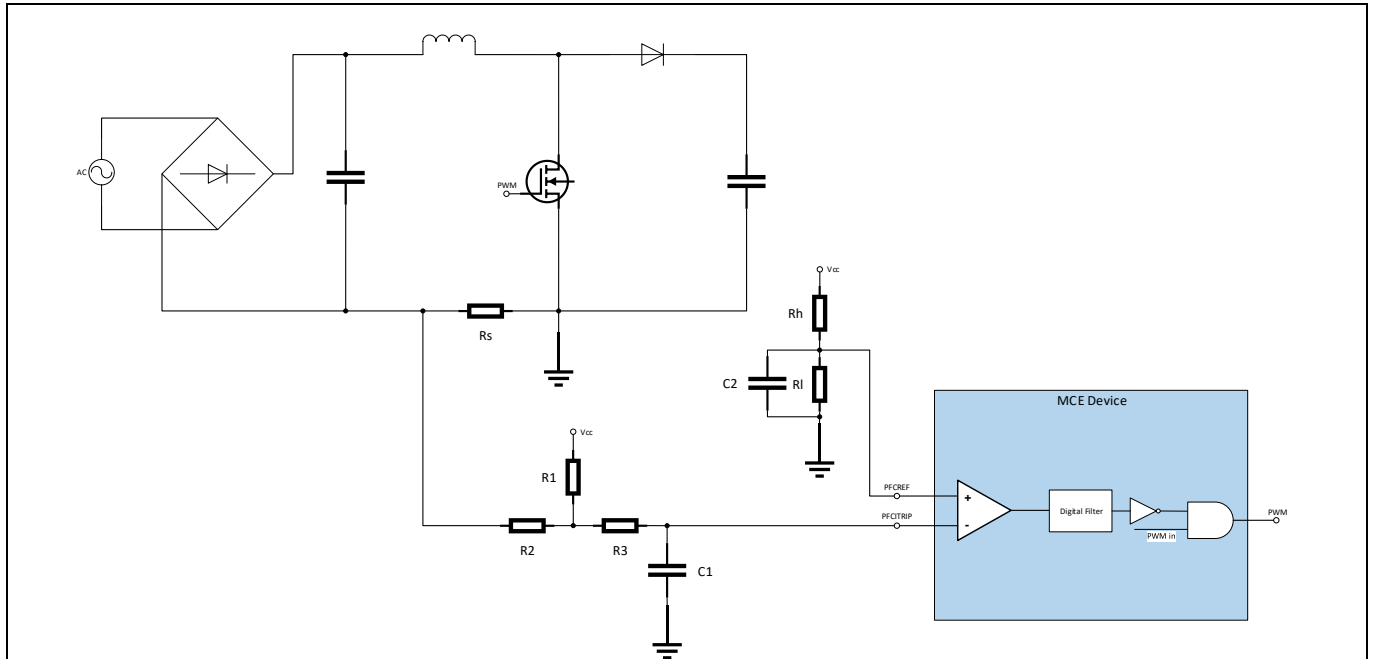 AC
PWM
Rs
Vcc
Rh
C2
Rl
Vcc
R1
R2
R3
C1
MCE Device
PFCREF
PFCITRIP
+
-
Digital Filter
PWM in
PWM